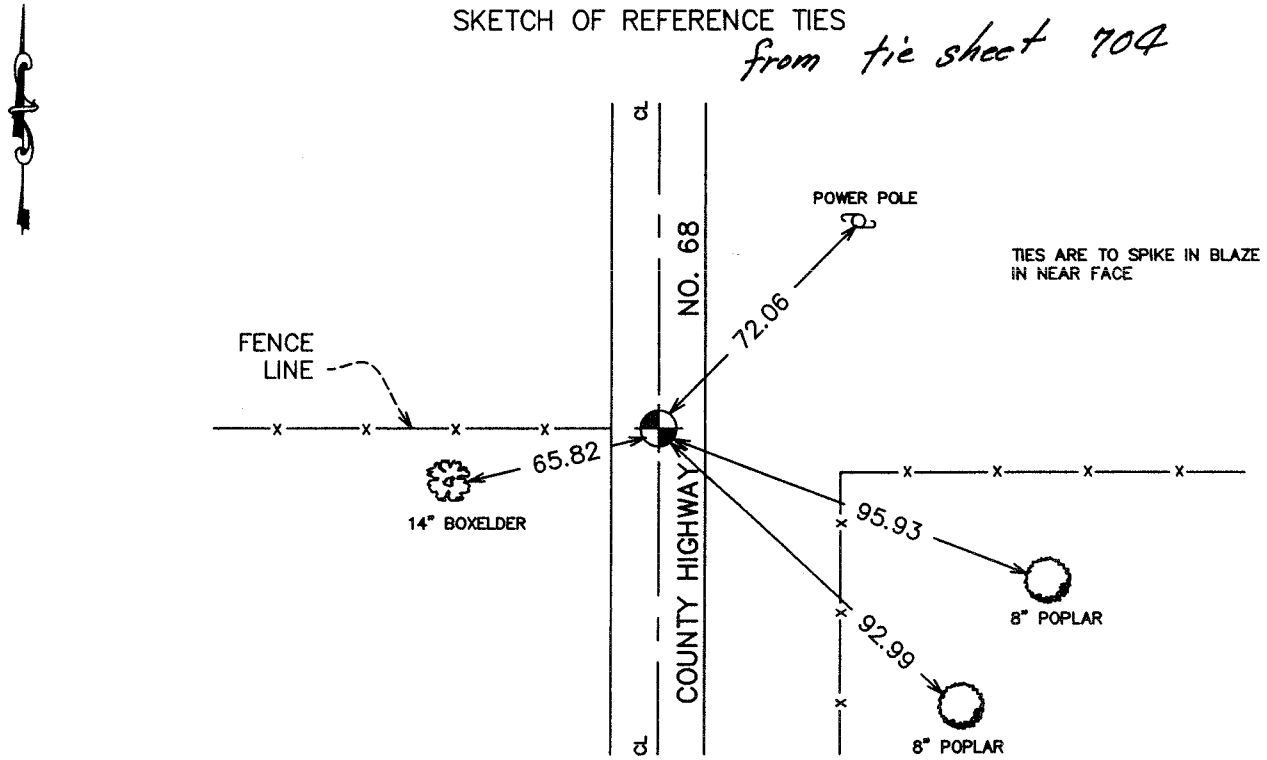 SKETCH OF REFERENCE TIES
from tie sheet 704
CL
POWER POLE
NO. 68
TIES ARE TO SPIKE IN BLAZE
IN NEAR FACE
72.06
FENCE
LINE
65.82
14" BOXELDER
COUNTY HIGHWAY
95.93
8" POPLAR
92.99
8" POPLAR
CL